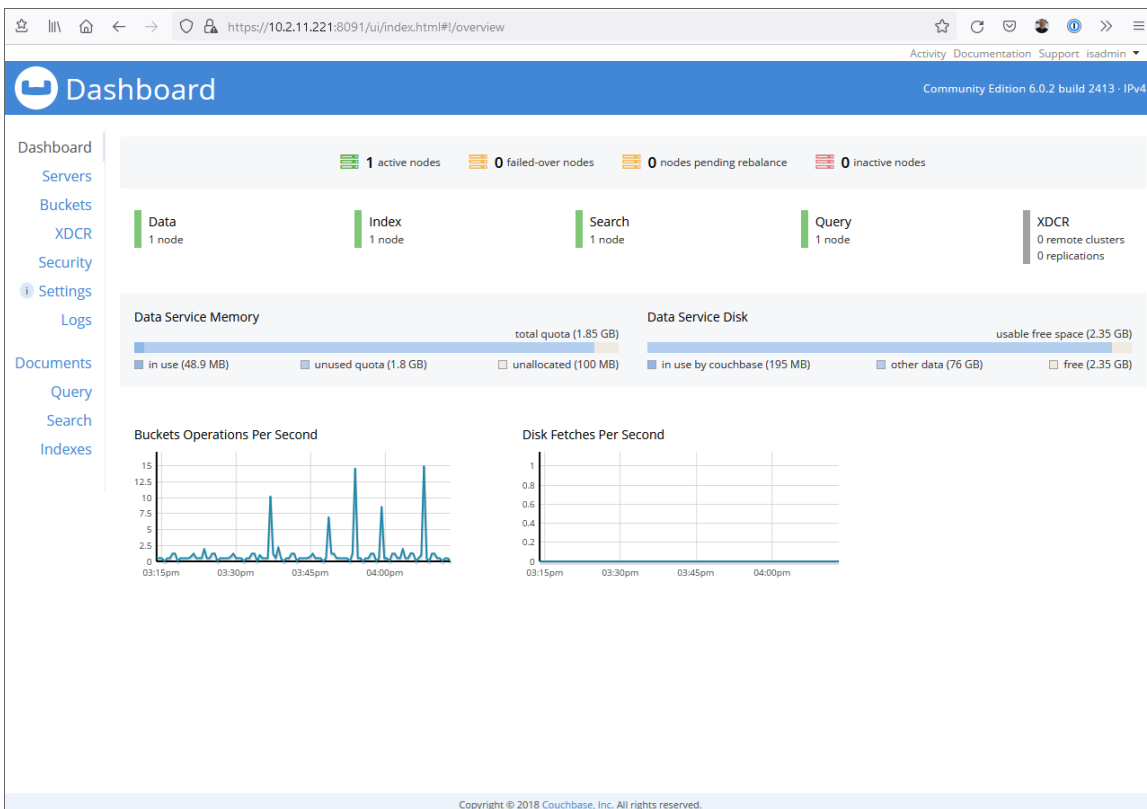 https://10.2.11.221:8091/ui/index.html#!/overview
Activity Documentation Support isadmin
Dashboard
Community Edition 6.0.2 build 2413 · IPv4
Dashboard
Servers
Buckets
XDCR
Security
i Settings
Logs
Documents
Query
Search
Indexes
1 active nodes 0 failed-over nodes 0 nodes pending rebalance 0 inactive nodes
Data
1 node
Index
1 node
Search
1 node
Query
1 node
XDCR
0 remote clusters
0 replications
Data Service Memory
total quota (1.85 GB)
in use (48.9 MB) unused quota (1.8 GB) unallocated (100 MB)
Data Service Disk
usable free space (2.35 GB)
in use by couchbase (195 MB) other data (76 GB) free (2.35 GB)
Buckets Operations Per Second
15
12.5
10
7.5
5
2.5
0
03:15pm 03:30pm 03:45pm 04:00pm
Disk Fetches Per Second
1
0.8
0.6
0.4
0.2
0
03:15pm 03:30pm 03:45pm 04:00pm
Copyright © 2018 Couchbase, Inc. All rights reserved.